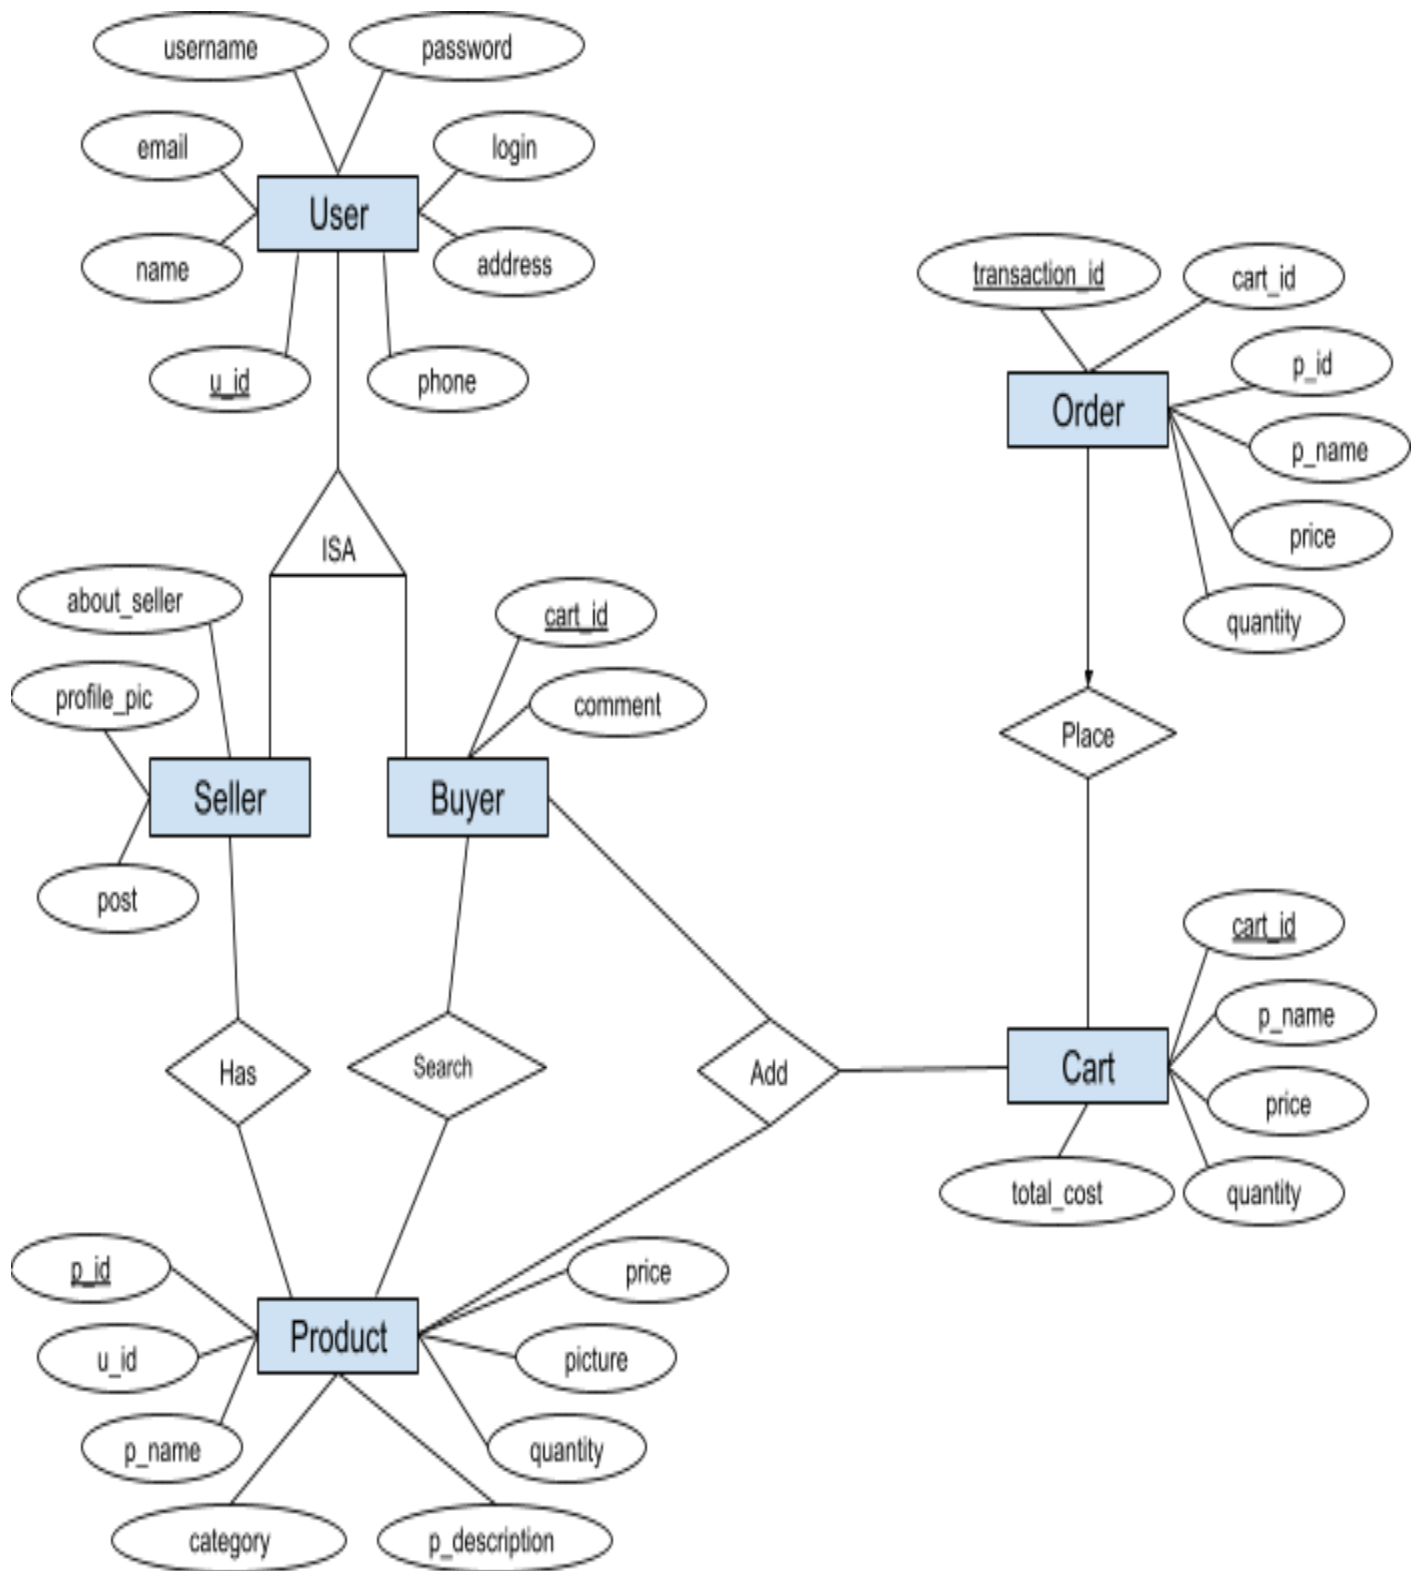 username
password
email
login
User
name
address
u_id
phone
transaction_id
cart_id
p_id
Order
p_name
price
quantity
ISA
about_seller
cart_id
profile_pic
comment
Place
Seller
Buyer
post
cart_id
p_name
Has
Search
Add
Cart
price
total_cost
quantity
p_id
price
Product
u_id
picture
p_name
quantity
category
p_description